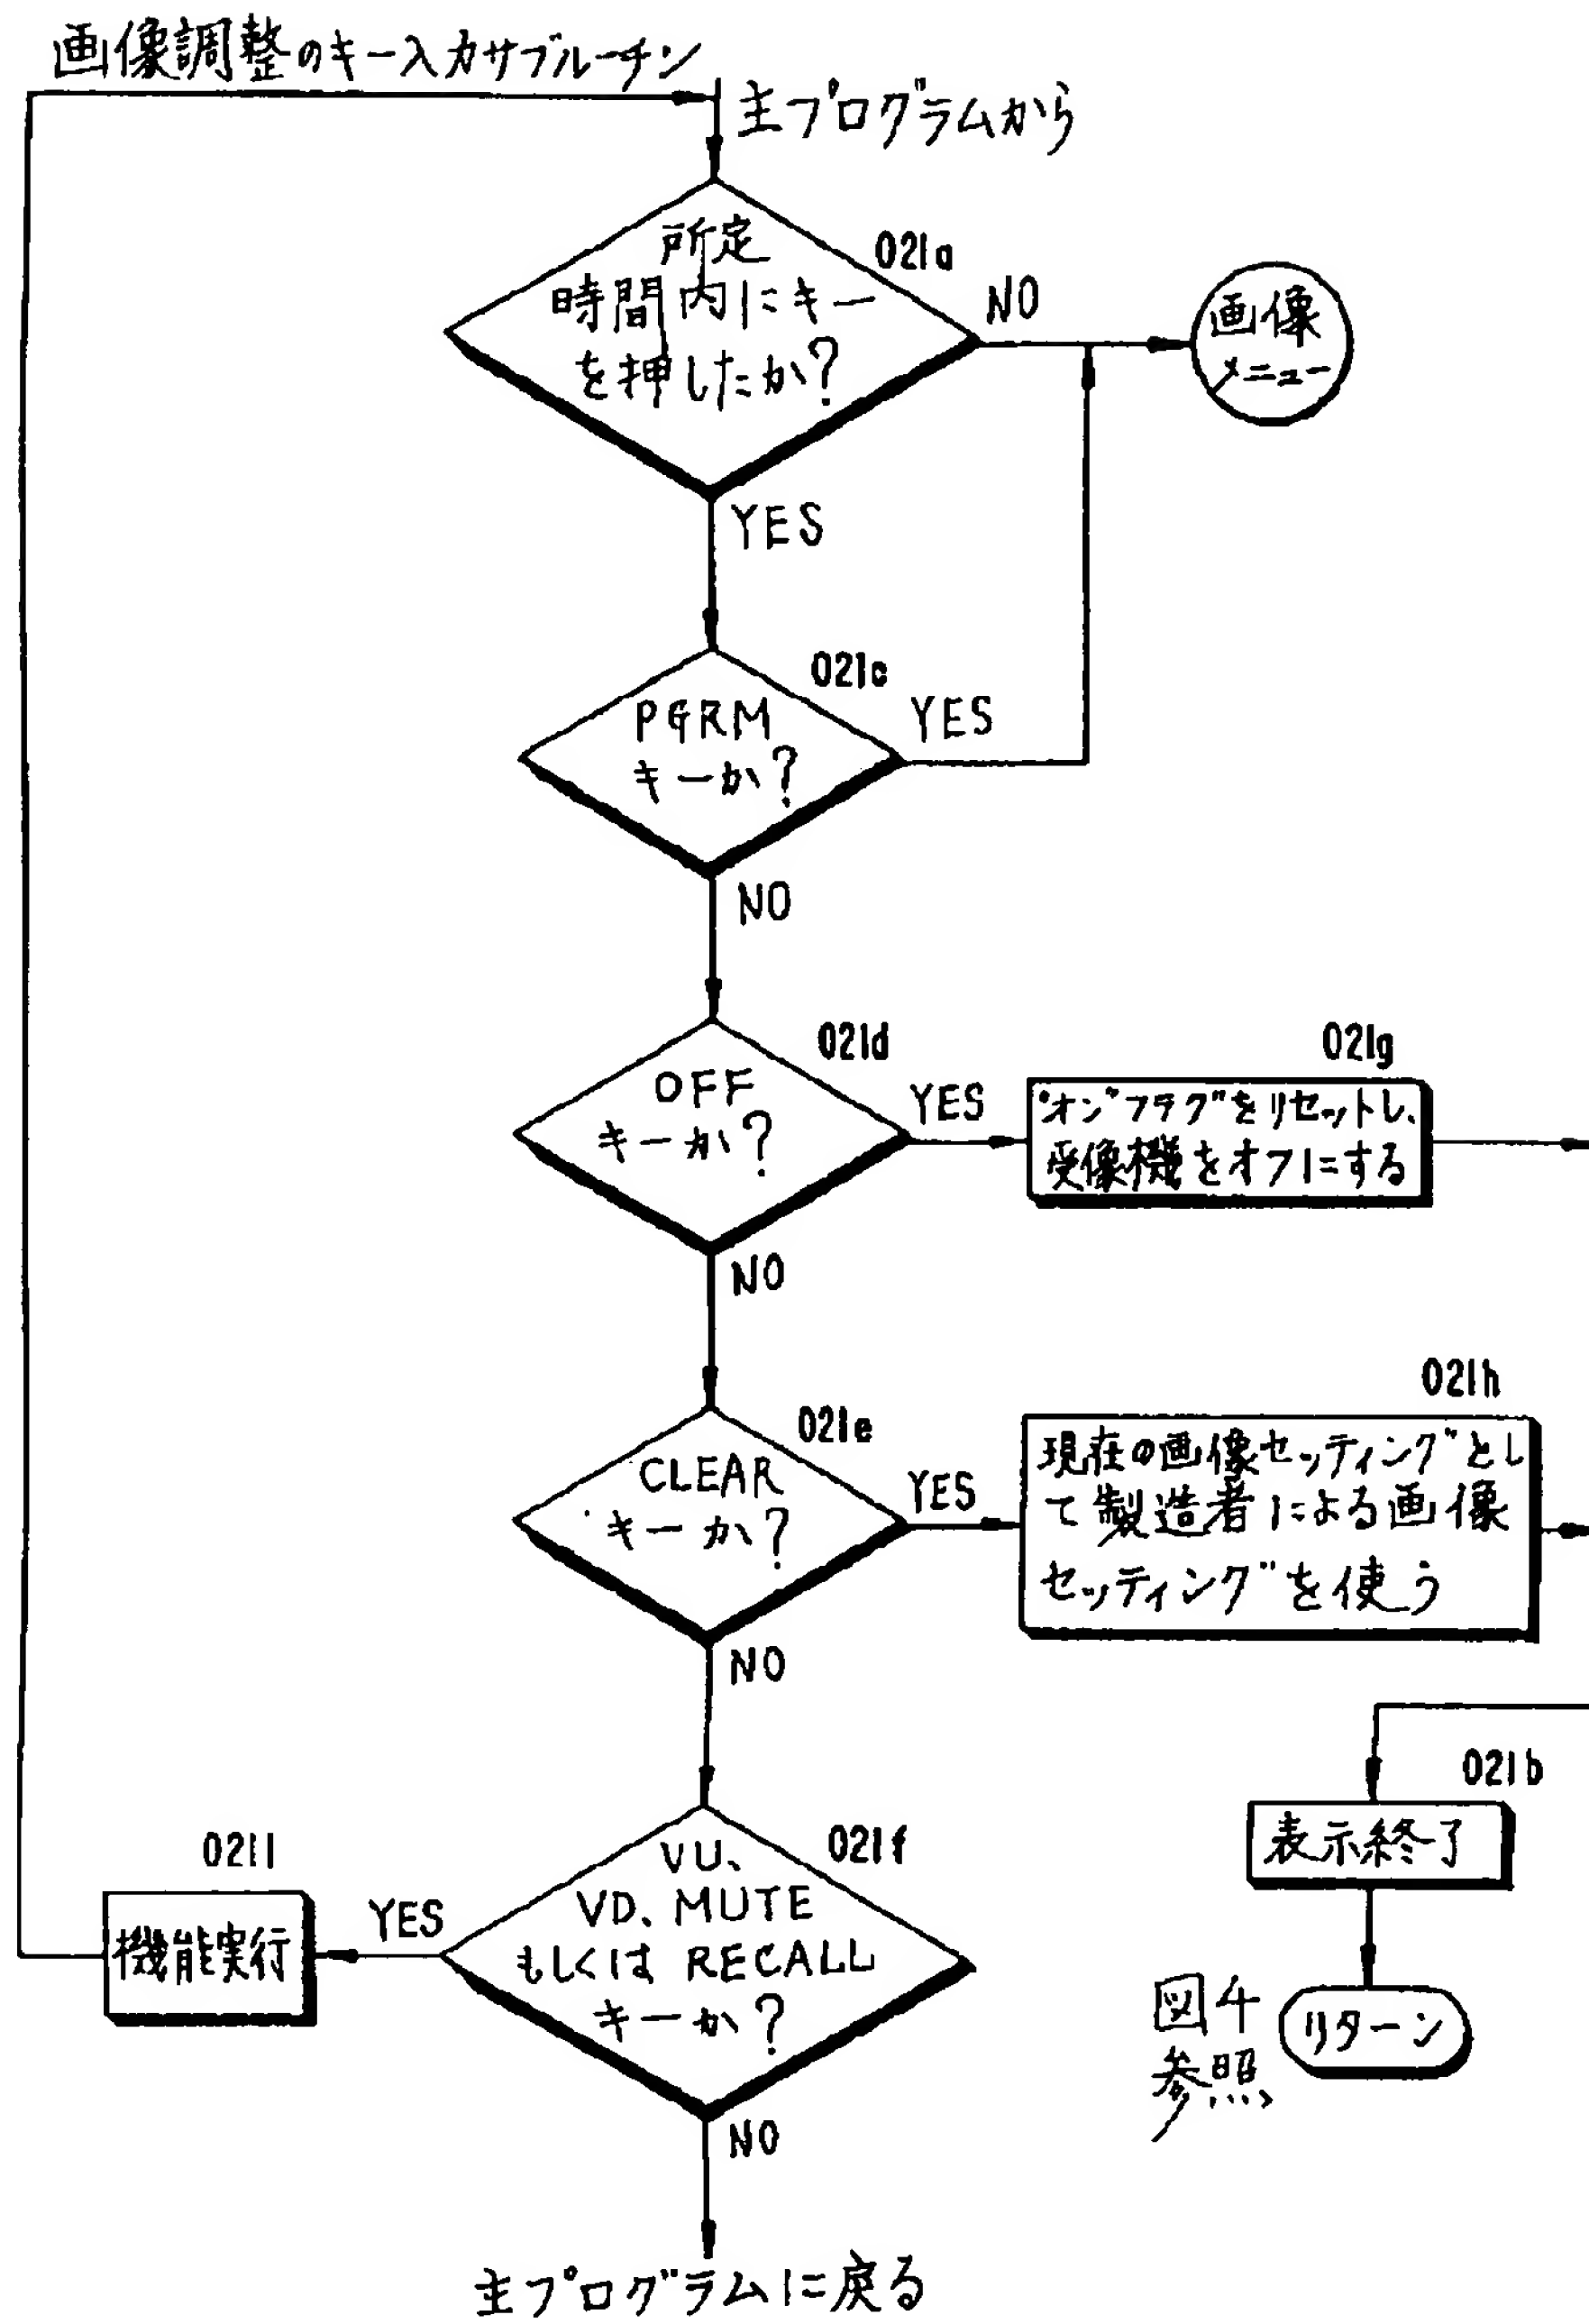 画像調整のキー入力サブルーチン
主プログラムから
所定
時間内にキー
を押したか?
021a
NO
画像
メニュー
YES
021c
PGRM
キーか?
YES
NO
021d
OFF
キーか?
YES
021g
"オン"フラグをリセットし、
受像機をオフにする
NO
021e
CLEAR
キーか?
YES
021h
現在の画像セッティングとし
て製造者による画像
セッティングを使う
NO
021f
VU、
VD、MUTE
もしくは RECALL
キーか?
YES
021l
機能実行
021b
表示終了
図4
参照
リターン
NO
主プログラムに戻る